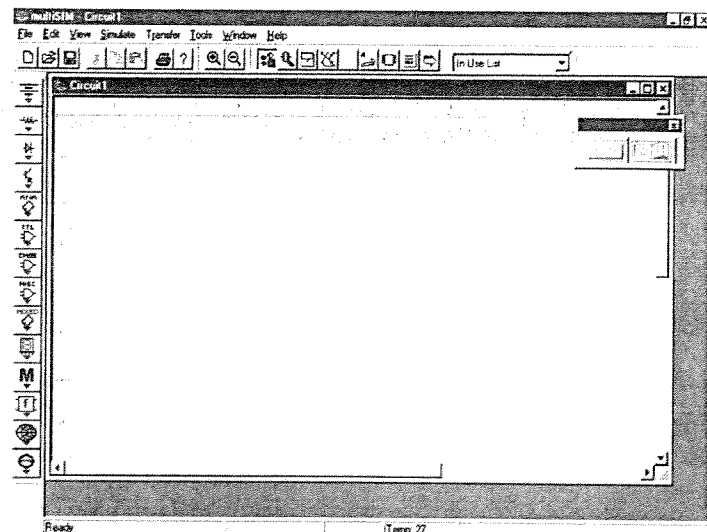 multiSIM - Circuit1
File Edit View Simulate Transfer Tools Window Help
In Use List
Circuit1
M
f
Ready
Temp: 27